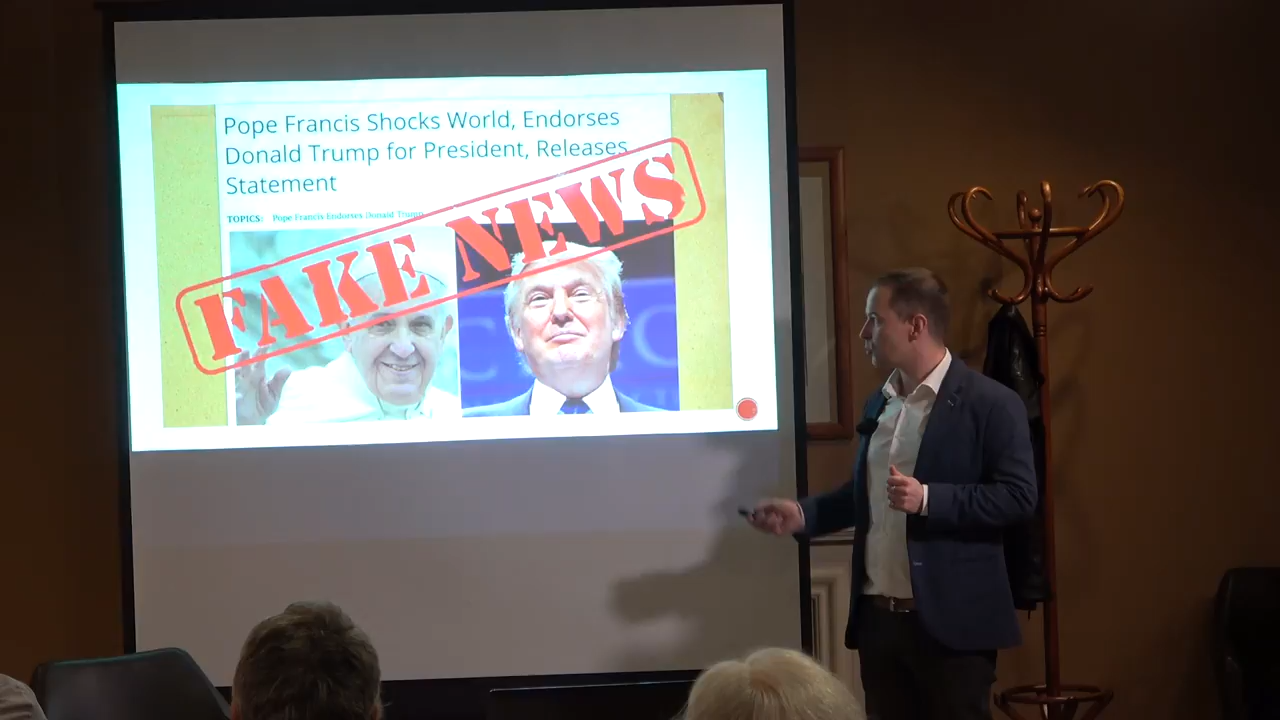 Pope Francis Shocks World, Endorses
Donald Trump for President, Releases
Statement
TOPICS: Pope Francis Endorses Donald Trump
FAKE NEWS